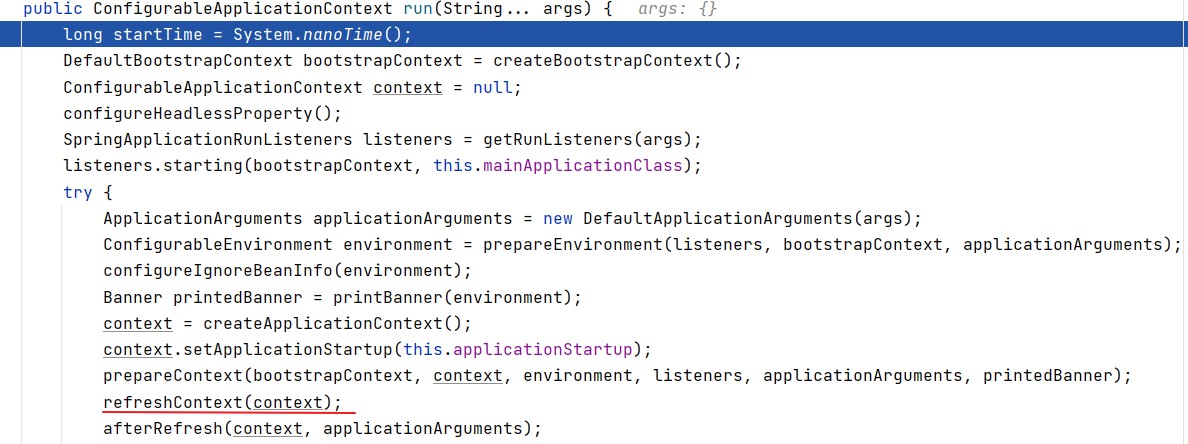 public ConfigurableApplicationContext run(String... args) {   args: {}
    long startTime = System.nanoTime();
    DefaultBootstrapContext bootstrapContext = createBootstrapContext();
    ConfigurableApplicationContext context = null;
    configureHeadlessProperty();
    SpringApplicationRunListeners listeners = getRunListeners(args);
    listeners.starting(bootstrapContext, this.mainApplicationClass);
    try {
        ApplicationArguments applicationArguments = new DefaultApplicationArguments(args);
        ConfigurableEnvironment environment = prepareEnvironment(listeners, bootstrapContext, applicationArguments);
        configureIgnoreBeanInfo(environment);
        Banner printedBanner = printBanner(environment);
        context = createApplicationContext();
        context.setApplicationStartup(this.applicationStartup);
        prepareContext(bootstrapContext, context, environment, listeners, applicationArguments, printedBanner);
        refreshContext(context);
        afterRefresh(context, applicationArguments);